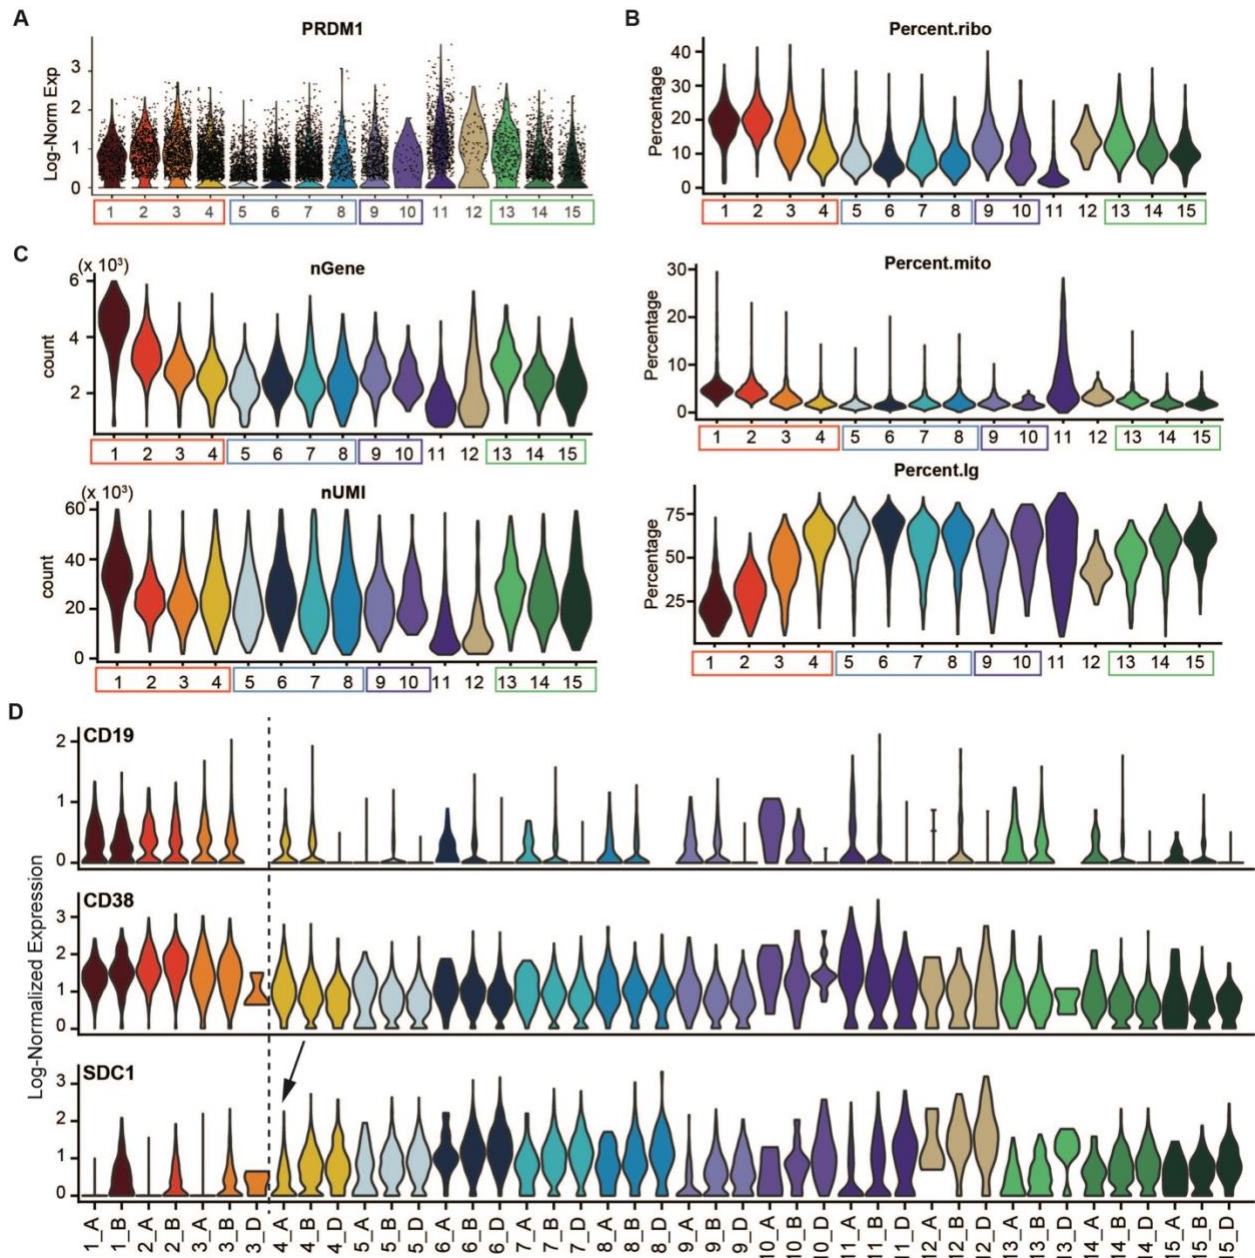 A
PRDM1
Log-Norm Exp
3
2
1
0
1 2 3 4 5 6 7 8 9 10 11 12 13 14 15
B
Percent.ribo
Percentage
40
30
20
10
0
1 2 3 4 5 6 7 8 9 10 11 12 13 14 15
C
(x 10³)
nGene
count
6
4
2
1 2 3 4 5 6 7 8 9 10 11 12 13 14 15
Percent.mito
Percentage
30
20
10
0
1 2 3 4 5 6 7 8 9 10 11 12 13 14 15
(x 10³)
nUMI
count
60
40
20
0
1 2 3 4 5 6 7 8 9 10 11 12 13 14 15
Percent.Ig
Percentage
75
50
25
1 2 3 4 5 6 7 8 9 10 11 12 13 14 15
D
Log-Normalized Expression
CD19
2
1
0
CD38
3
2
1
0
SDC1
3
2
1
0
1_A 1_B 2_A 2_B 3_A 3_B 3_D 4_A 4_B 4_D 5_A 5_B 5_D 6_A 6_B 6_D 7_A 7_B 7_D 8_A 8_B 8_D 9_A 9_B 9_D 10_A 10_B 10_D 11_A 11_B 11_D 12_A 12_B 12_D 13_A 13_B 13_D 14_A 14_B 14_D 15_A 15_B 15_D